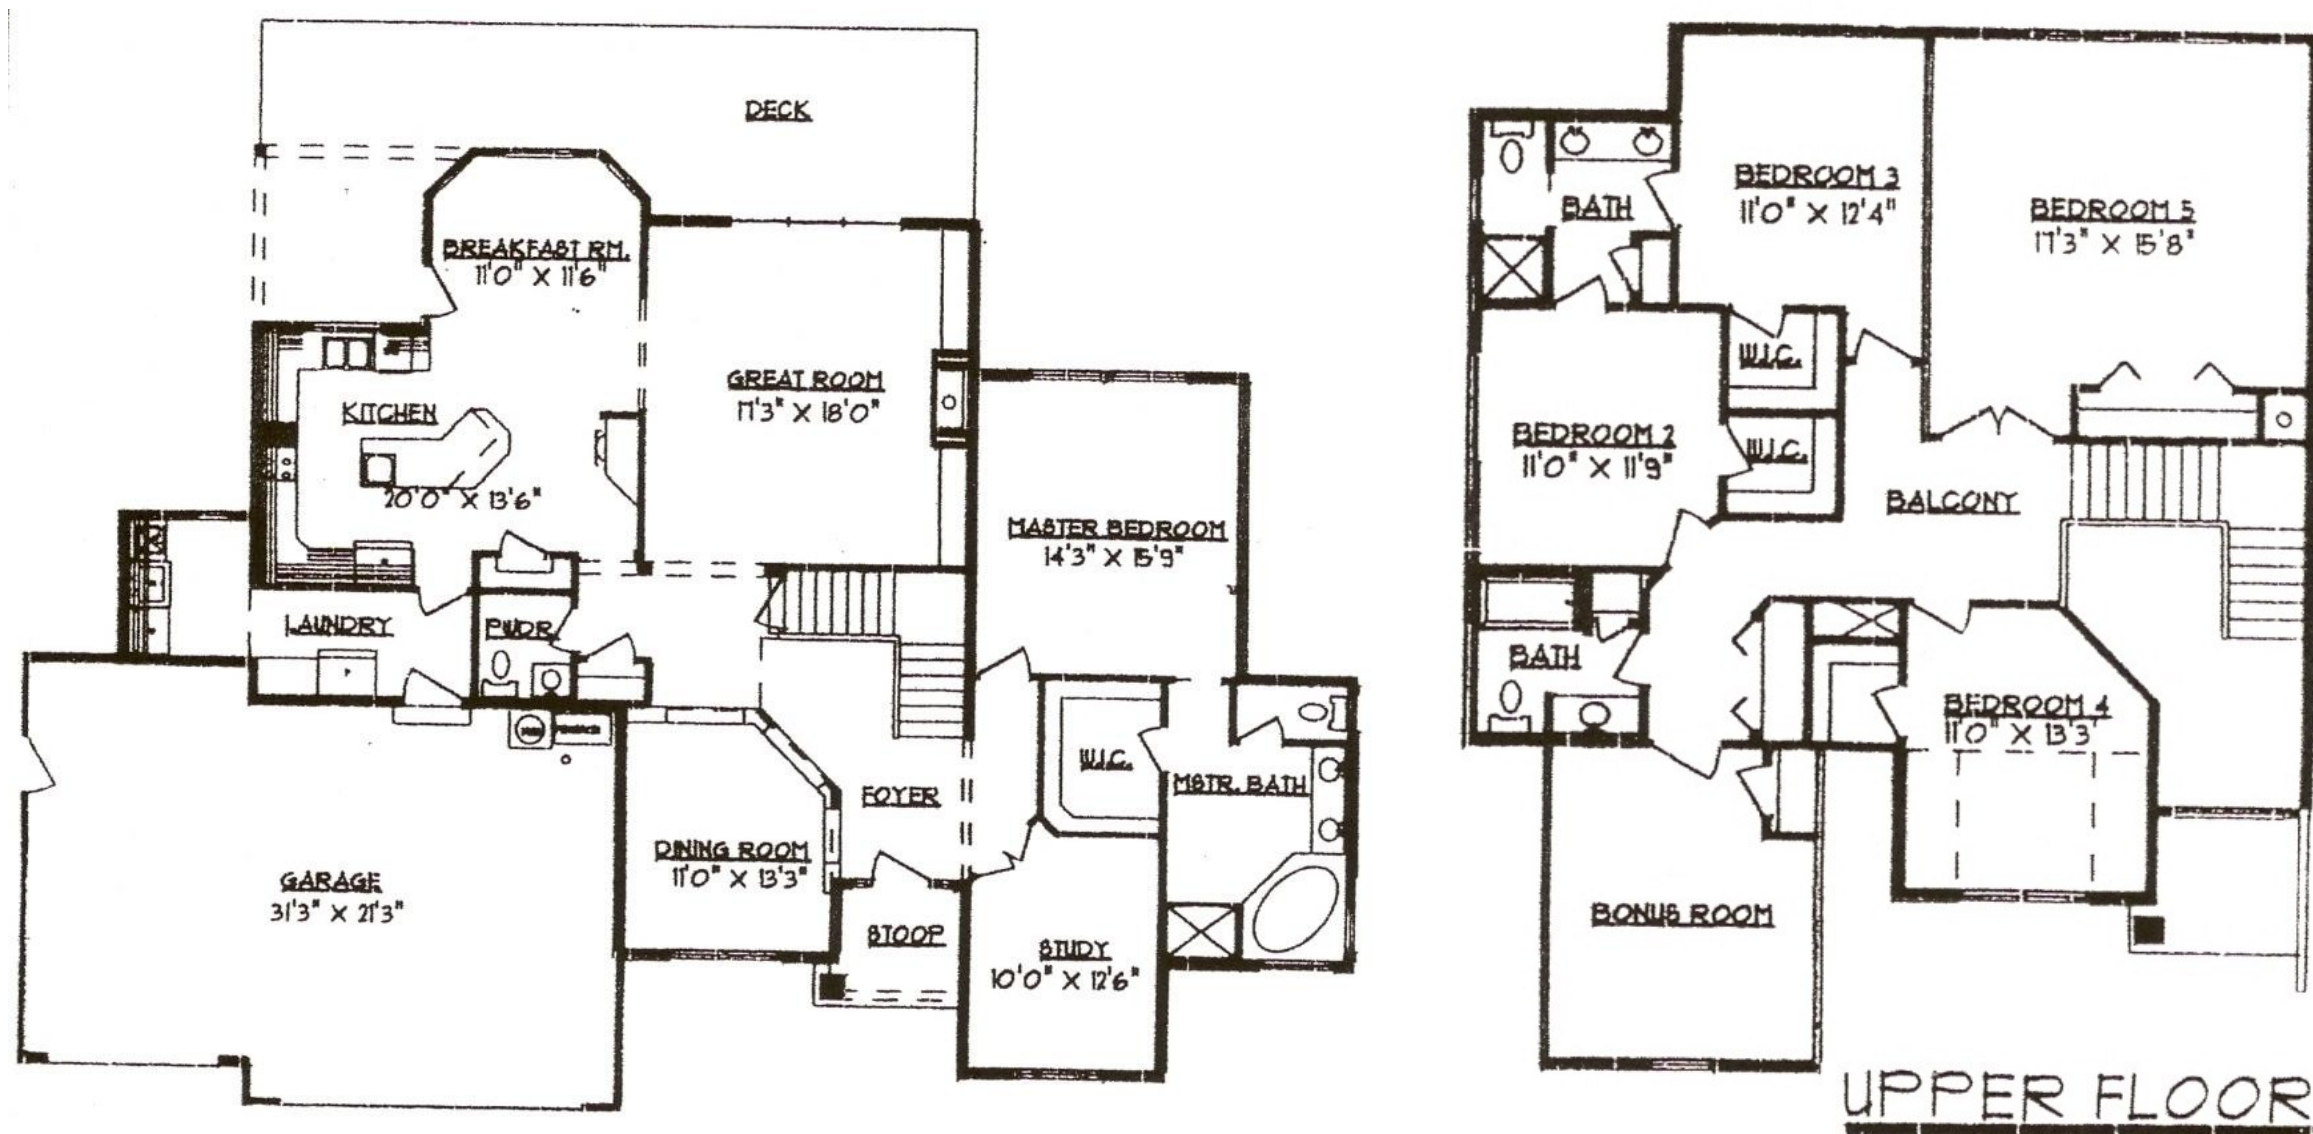 DECK
BREAKFAST RM.
11'0" X 11'6"
GREAT ROOM
17'3" X 18'0"
KITCHEN
20'0" X 13'6"
MASTER BEDROOM
14'3" X 15'9"
LAUNDRY
PWDR.
W.I.C.
MSTR. BATH
FOYER
DINING ROOM
11'0" X 13'3"
GARAGE
31'3" X 21'3"
STOOP
STUDY
10'0" X 12'6"
BEDROOM 3
11'0" X 12'4"
BATH
BEDROOM 5
17'3" X 15'8"
W.I.C.
BEDROOM 2
11'0" X 11'9"
W.I.C.
BALCONY
BATH
BEDROOM 4
11'0" X 13'3'
BONUS ROOM
UPPER FLOOR